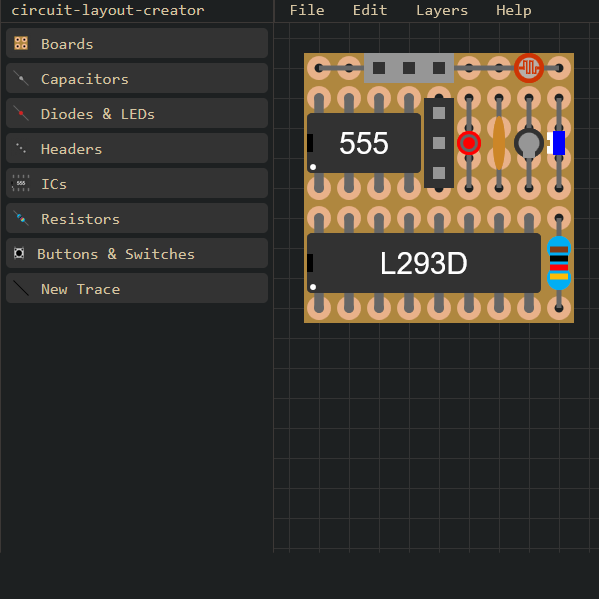 circuit-layout-creator
File Edit Layers Help
Boards
Capacitors
Diodes & LEDs
Headers
ICs
Resistors
Buttons & Switches
New Trace
555
L293D